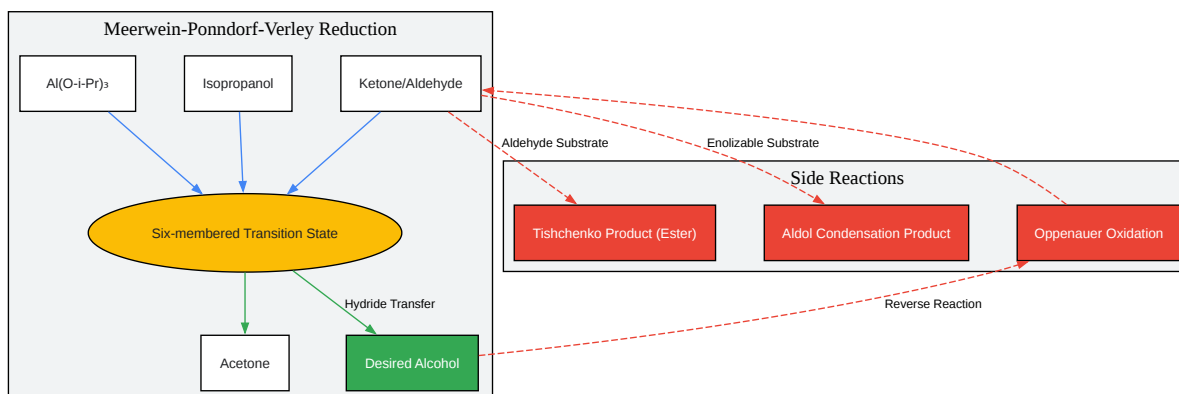 Meerwein-Ponndorf-Verley Reduction
Al(O-i-Pr)₃
Isopropanol
Ketone/Aldehyde
Aldehyde Substrate
Enolizable Substrate
Side Reactions
Six-membered Transition State
Tishchenko Product (Ester)
Aldol Condensation Product
Oppenauer Oxidation
Hydride Transfer
Reverse Reaction
Acetone
Desired Alcohol